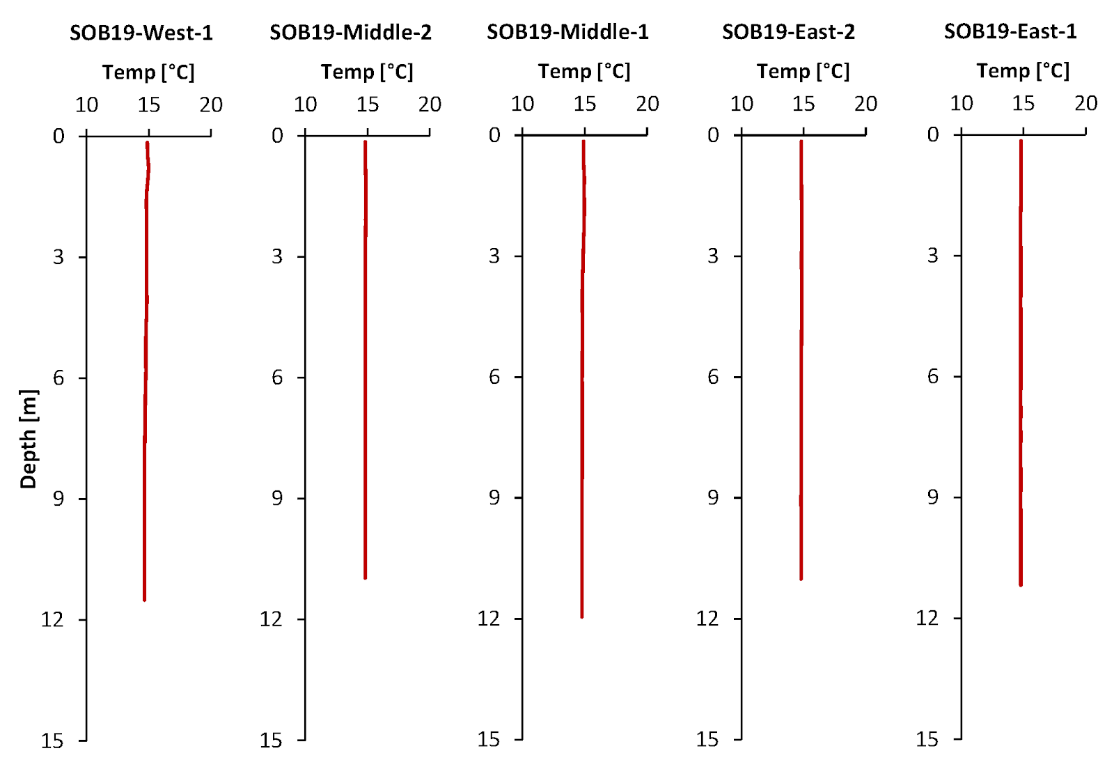 SOB19-West-1 SOB19-Middle-2 SOB19-Middle-1 SOB19-East-2 SOB19-East-1
Temp [°C] Temp [°C] Temp [°C] Temp [°C] Temp [°C]
10 15 20 10 15 20 10 15 20 10 15 20 10 15 20
0 0 0 0 0
3 3 3 3 3
6 6 6 6 6
Depth [m]
9 9 9 9 9
12 12 12 12 12
15 15 15 15 15